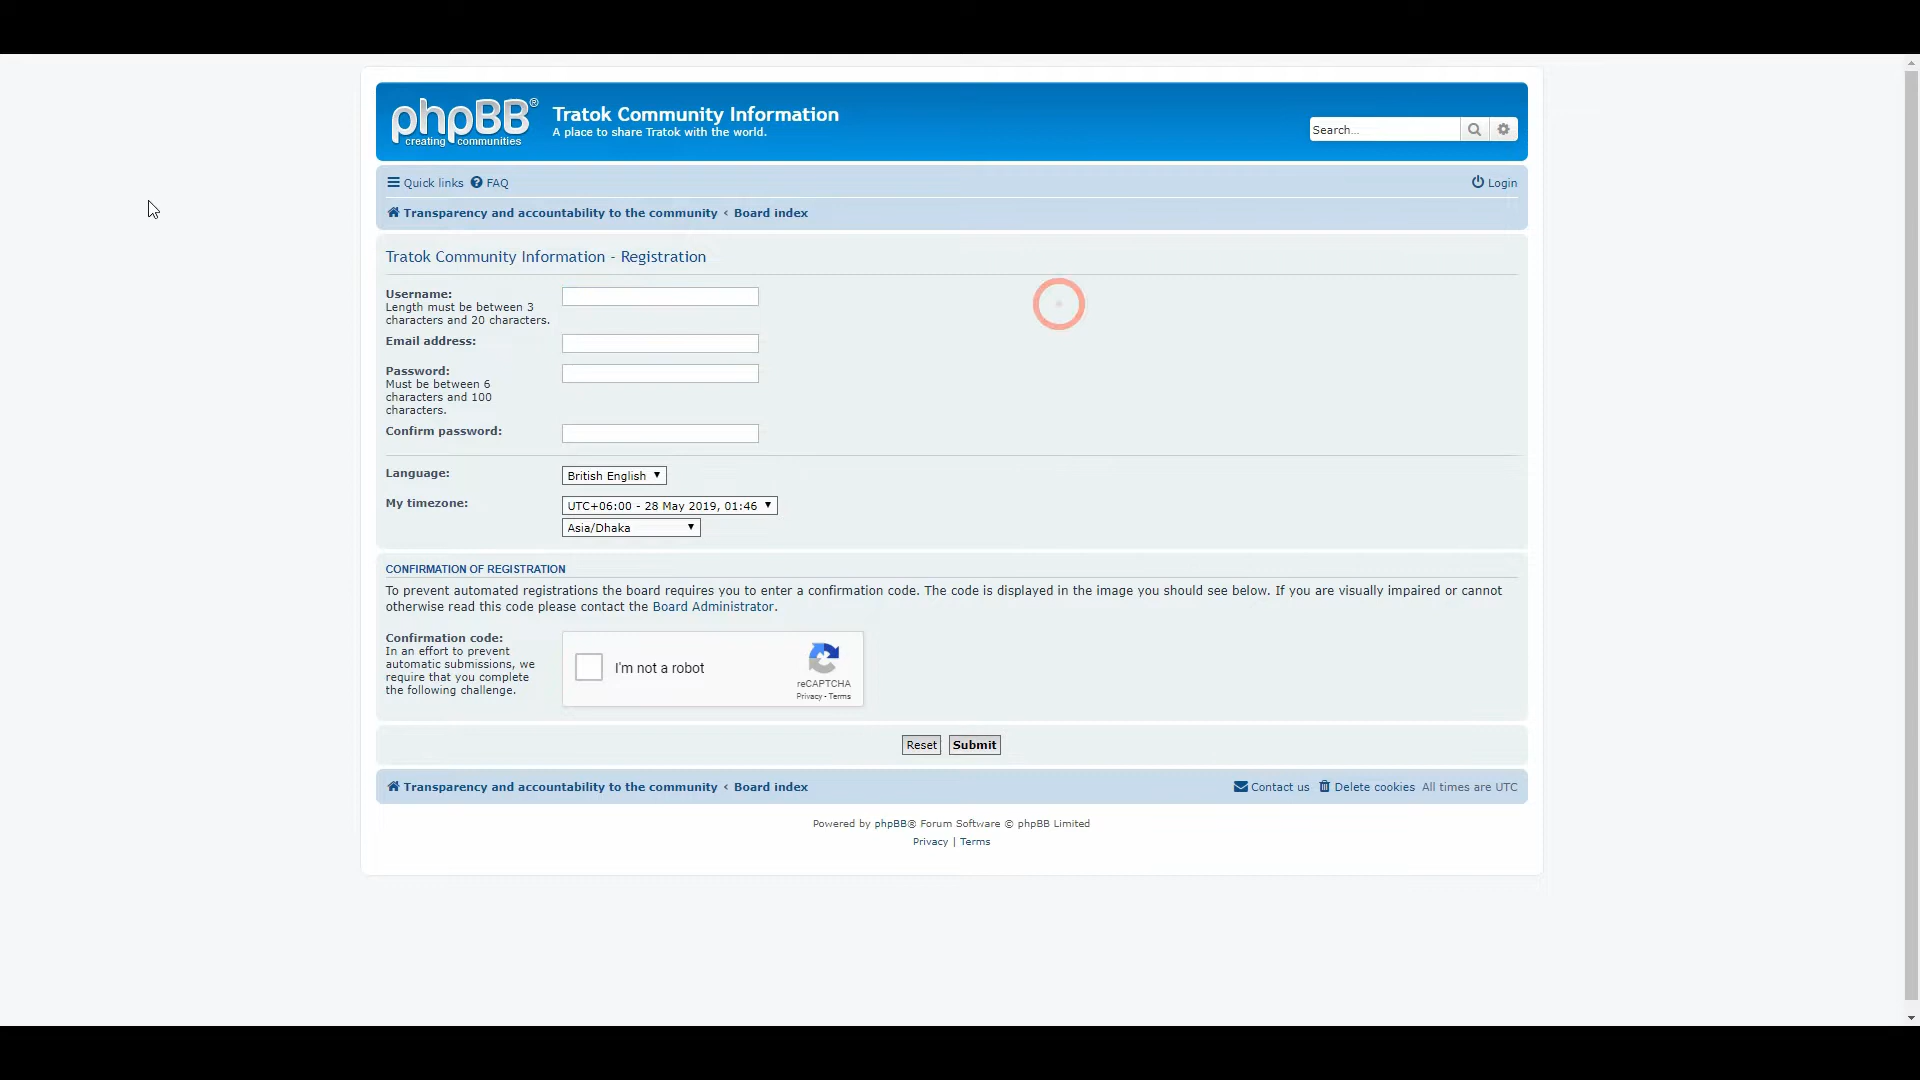 phpBB®
creating communities
Tratok Community Information
A place to share Tratok with the world.
Search...
Quick links FAQ
Login
Transparency and accountability to the community ‹ Board index
Tratok Community Information - Registration
Username:
Length must be between 3
characters and 20 characters.
Email address:
Password:
Must be between 6
characters and 100
characters.
Confirm password:
Language:
British English
My timezone:
UTC+06:00 - 28 May 2019, 01:46
Asia/Dhaka
CONFIRMATION OF REGISTRATION
To prevent automated registrations the board requires you to enter a confirmation code. The code is displayed in the image you should see below. If you are visually impaired or cannot
otherwise read this code please contact the Board Administrator.
Confirmation code:
In an effort to prevent
automatic submissions, we
require that you complete
the following challenge.
I'm not a robot
reCAPTCHA
Privacy - Terms
Reset Submit
Transparency and accountability to the community ‹ Board index
Contact us Delete cookies All times are UTC
Powered by phpBB® Forum Software © phpBB Limited
Privacy | Terms